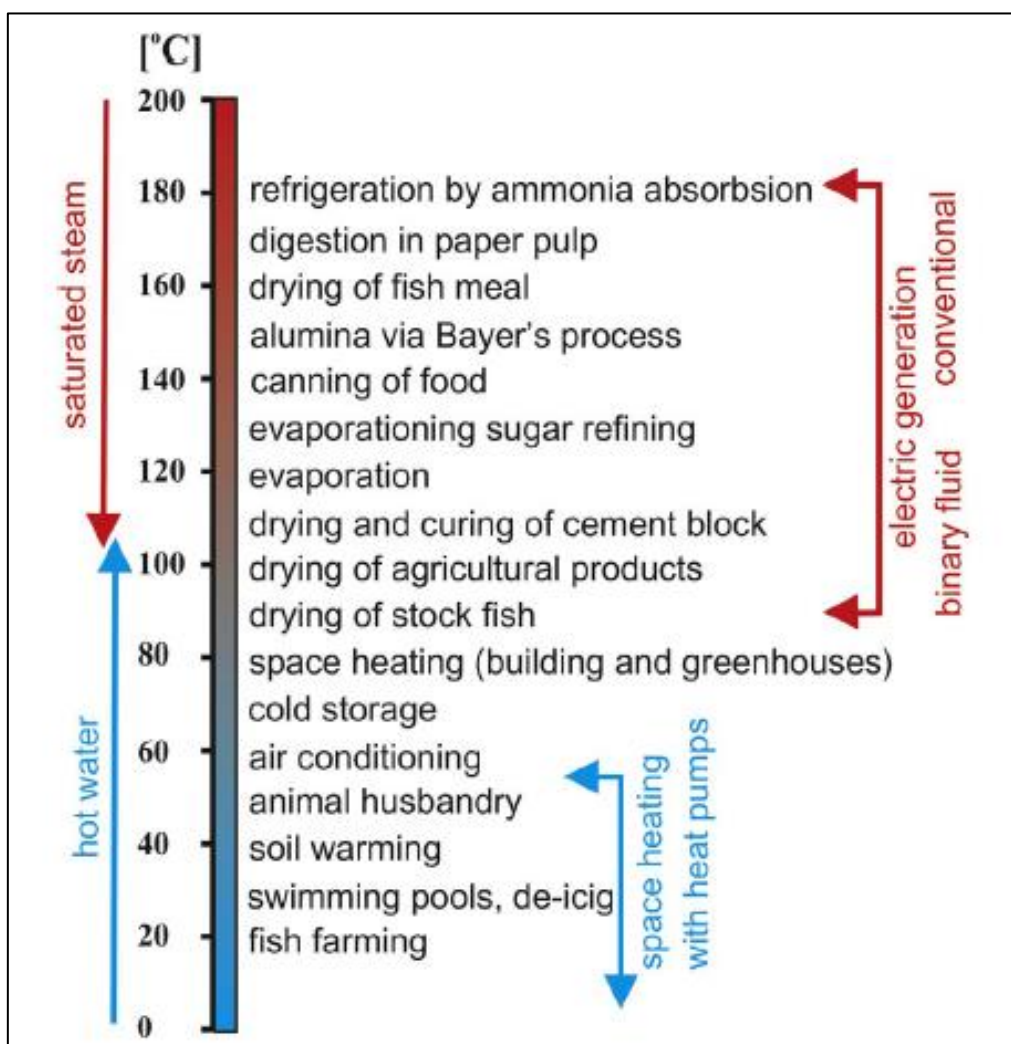 [°C]
200
180
160
140
120
100
80
60
40
20
0
saturated steam
hot water
refrigeration by ammonia absorbsion
digestion in paper pulp
drying of fish meal
alumina via Bayer's process
canning of food
evaporationing sugar refining
evaporation
drying and curing of cement block
drying of agricultural products
drying of stock fish
space heating (building and greenhouses)
cold storage
air conditioning
animal husbandry
soil warming
swimming pools, de-icig
fish farming
electric generation
binary fluid conventional
space heating
with heat pumps